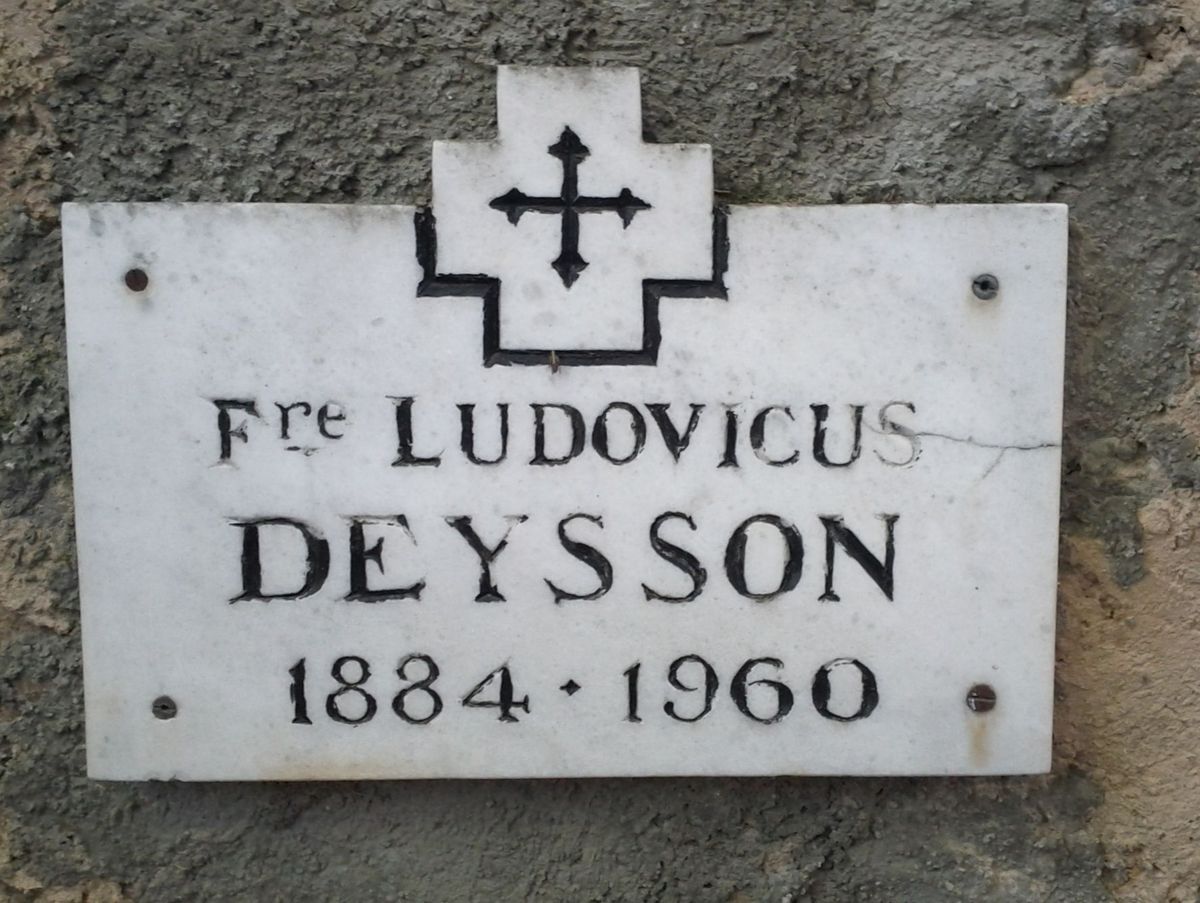 Fre LUDOVICUS
DEYSSON
1884 · 1960